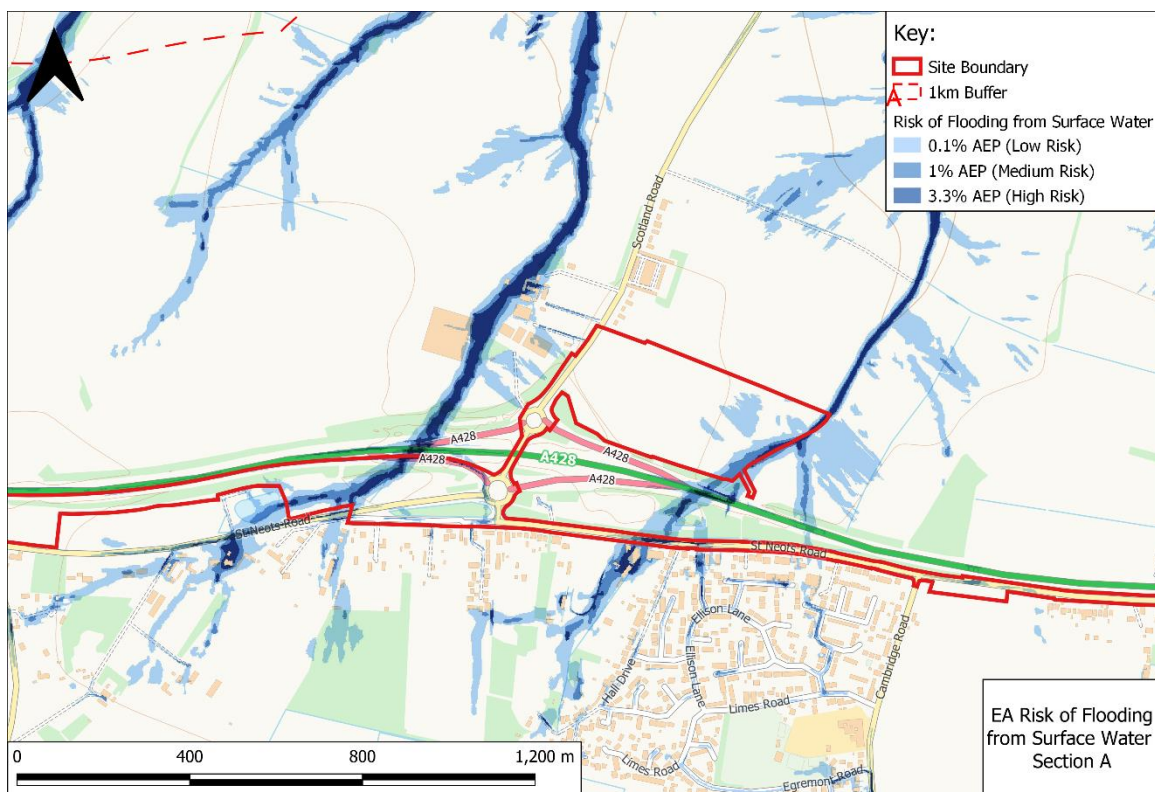 Key:
Site Boundary
A
1km Buffer
Risk of Flooding from Surface Water
0.1% AEP (Low Risk)
1% AEP (Medium Risk)
3.3% AEP (High Risk)
Scotland Road
A428
A428
A428
A428
A428
St Neots Road
St Neots Road
Ellison Lane
Ellison Lane
Hall Drive
Cambridge Road
Limes Road
Limes Road
Egremont Road
0 400 800 1,200 m
EA Risk of Flooding
from Surface Water
Section A